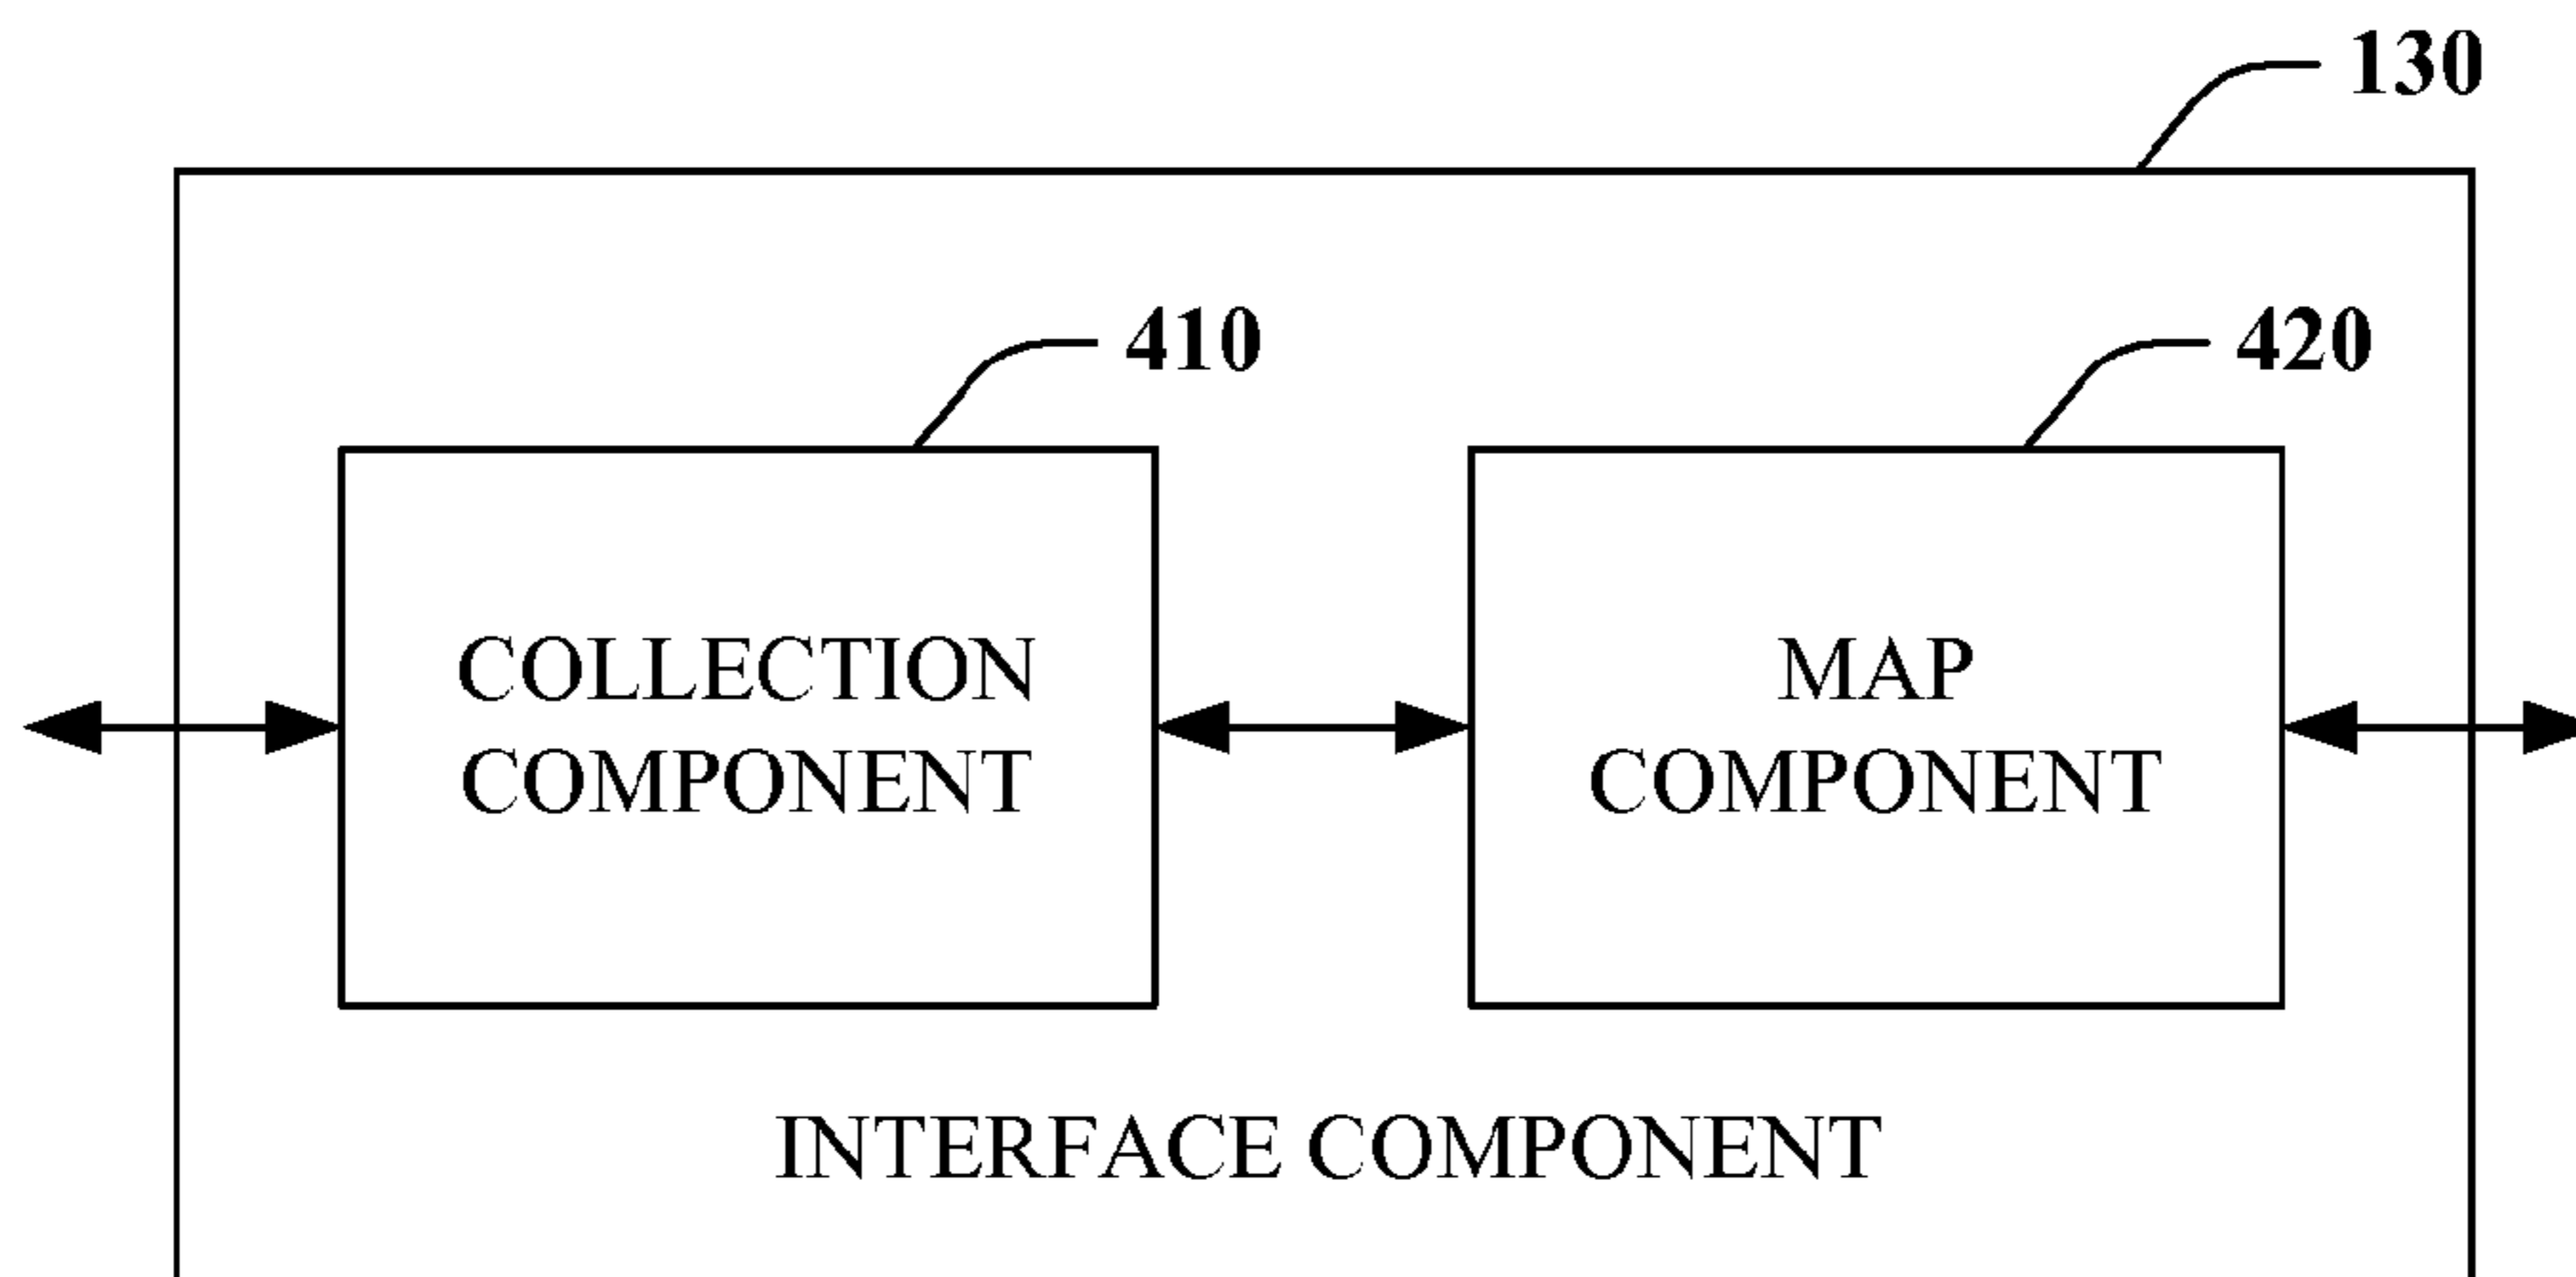 130
410
420
COLLECTION
COMPONENT
MAP
COMPONENT
INTERFACE COMPONENT